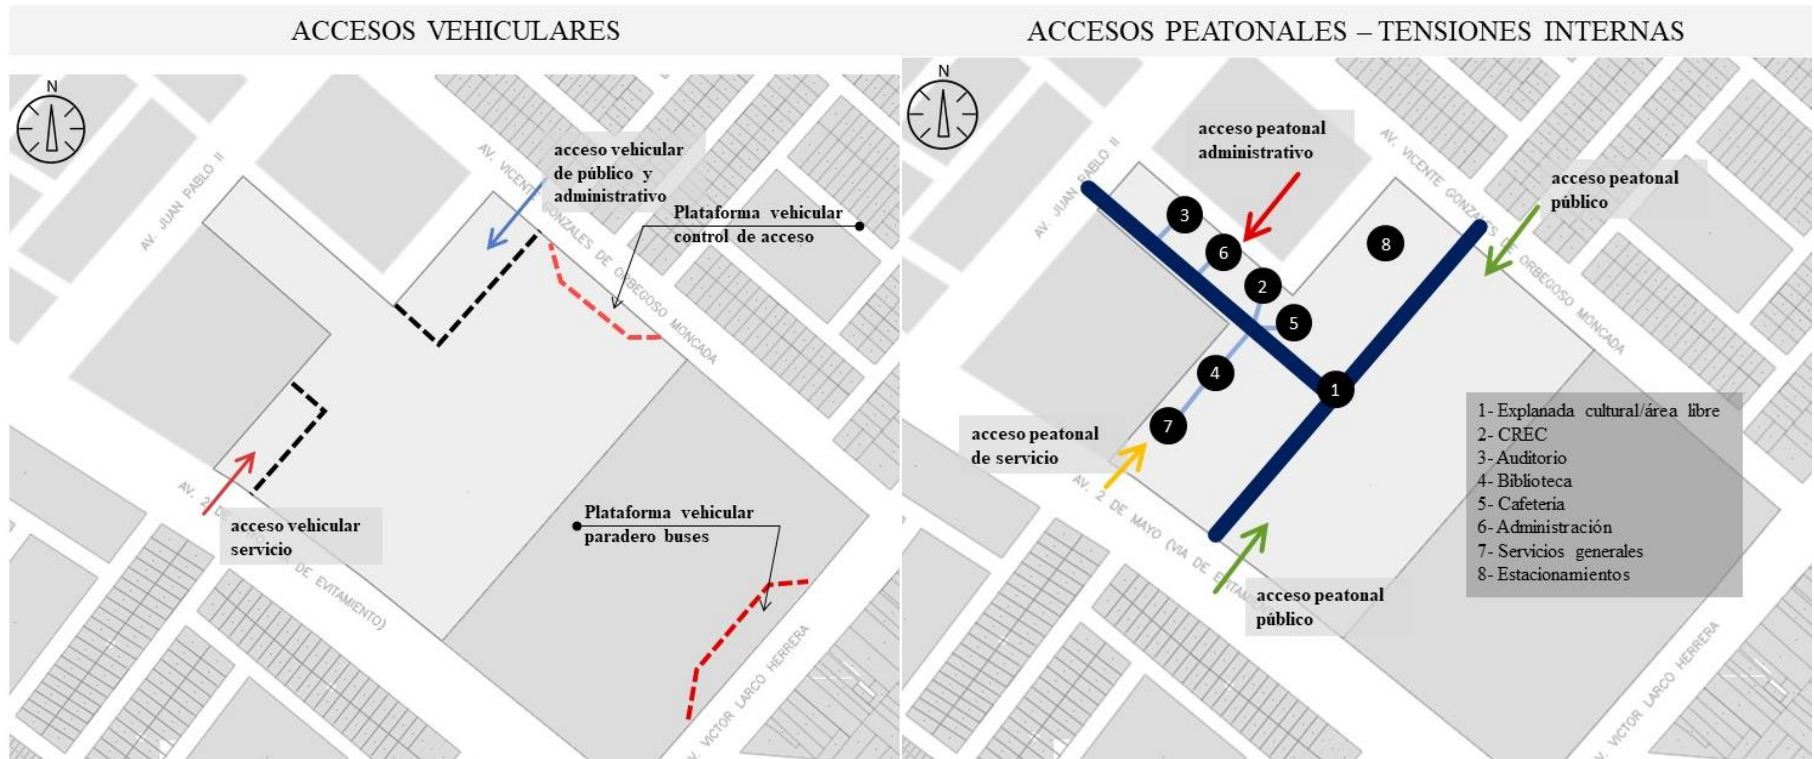 ACCESOS VEHICULARES
N
AV. JUAN PABLO II
AV. VICENTE GONZALES DE ORBEGOSO MONCADA
acceso vehicular
de público y
administrativo
Plataforma vehicular
control de acceso
AV. 2 DE
DE EVITAMIENTO)
acceso vehicular
servicio
Plataforma vehicular
paradero buses
AV. VICTOR LARCO HERRERA
ACCESOS PEATONALES – TENSIONES INTERNAS
N
AV. JUAN PABLO II
AV. VICENTE GONZALES DE ORBEGOSO MONCADA
acceso peatonal
administrativo
acceso peatonal
público
3
6
8
2
5
4
1
7
acceso peatonal
de servicio
AV. 2 DE MAYO (VIA DE EVITAMIENTO
acceso peatonal
público
1- Explanada cultural/área libre
2- CREC
3- Auditorio
4- Biblioteca
5- Cafetería
6- Administración
7- Servicios generales
8- Estacionamientos
AV. VICTOR LARCO HERRERA